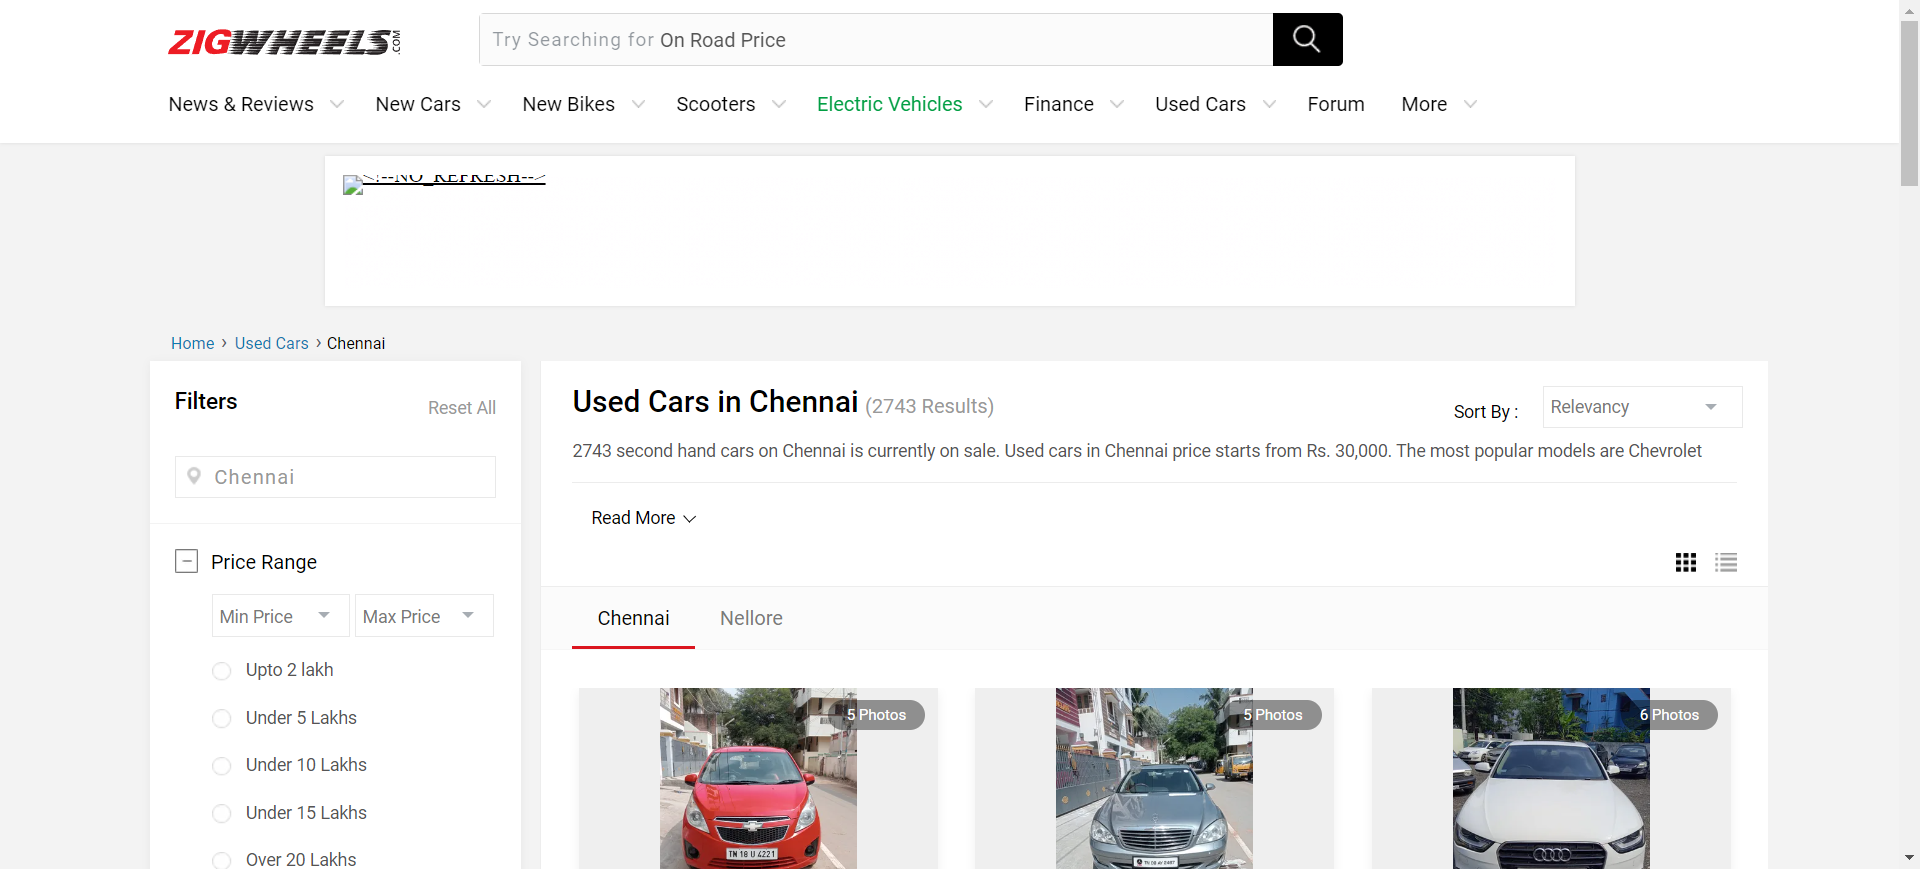 ZIGWHEELS.COM
Try Searching for On Road Price
News & Reviews New Cars New Bikes Scooters Electric Vehicles Finance Used Cars Forum More
<!--NO_REFRESH-->
Home › Used Cars › Chennai
Filters
Reset All
Chennai
Price Range
Min Price Max Price
Upto 2 lakh
Under 5 Lakhs
Under 10 Lakhs
Under 15 Lakhs
Over 20 Lakhs
Used Cars in Chennai (2743 Results)
Sort By : Relevancy
2743 second hand cars on Chennai is currently on sale. Used cars in Chennai price starts from Rs. 30,000. The most popular models are Chevrolet
Read More
Chennai Nellore
5 Photos
TN 18 U 4221
5 Photos
6 Photos